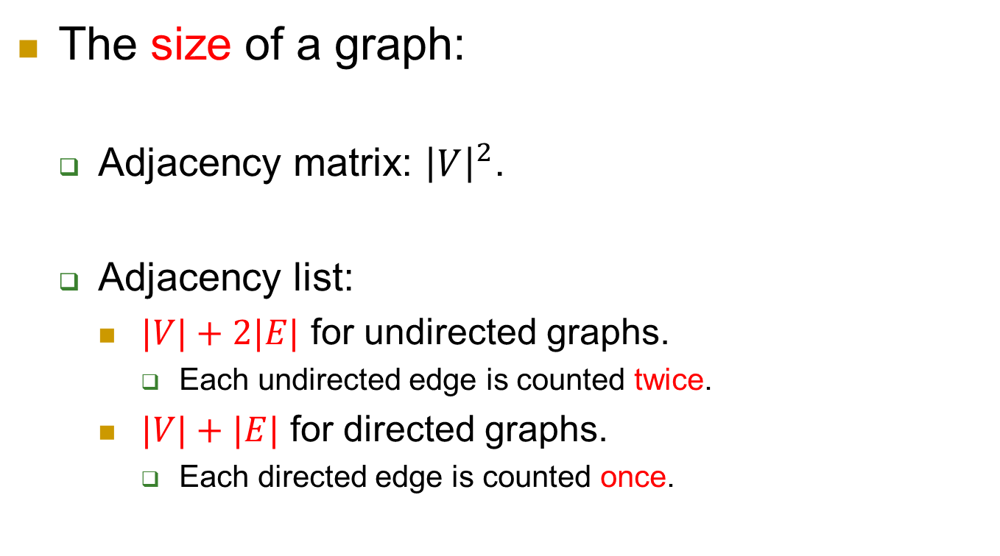 The size of a graph:
Adjacency matrix: |𝑉|².
Adjacency list:
|𝑉| + 2|𝐸| for undirected graphs.
Each undirected edge is counted twice.
|𝑉| + |𝐸| for directed graphs.
Each directed edge is counted once.